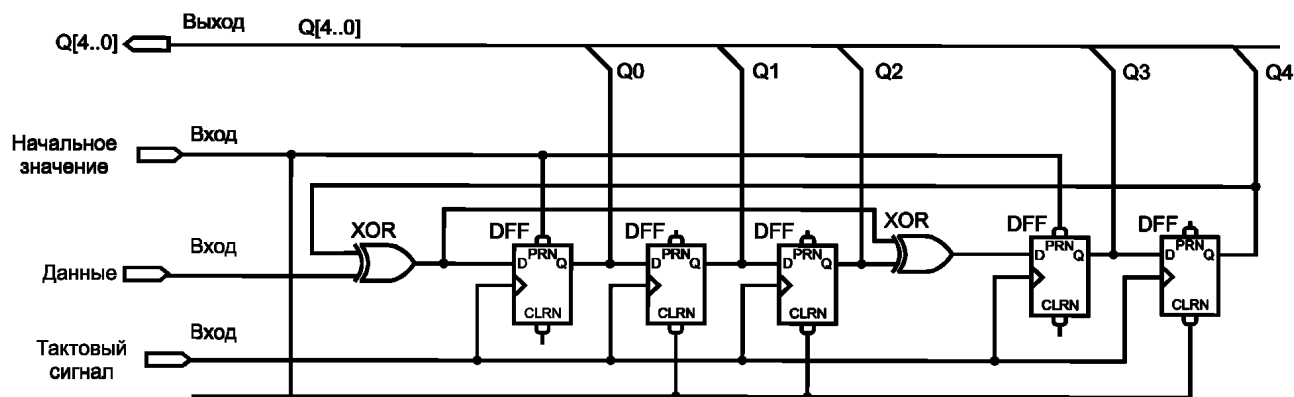 Выход
Q[4..0]
Q[4..0]
Q0
Q1
Q2
Q3
Q4
Начальное
значение
Вход
XOR
DFF
DFF
DFF
XOR
DFF
DFF
Данные
Вход
D PRN Q
D PRN Q
D PRN Q
D PRN Q
D PRN Q
CLRN
CLRN
CLRN
CLRN
CLRN
Вход
Тактовый
сигнал